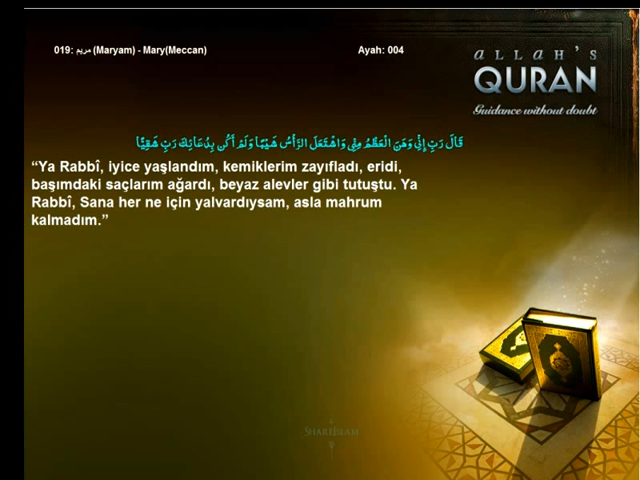 019: مريم (Maryam) - Mary(Meccan) Ayah: 004
ALLAH'S
QURAN
Guidance without doubt
قَالَ رَبِّ إِنِّي وَهَنَ الْعَظْمُ مِنِّي وَاشْتَعَلَ الرَّأْسُ شَيْبًا وَلَمْ أَكُن بِدُعَائِكَ رَبِّ شَقِيًّا
“Ya Rabbî, iyice yaşlandım, kemiklerim zayıfladı, eridi,
başımdaki saçlarım ağardı, beyaz alevler gibi tutuştu. Ya
Rabbî, Sana her ne için yalvardıysam, asla mahrum
kalmadım.”
SHAREISLAM